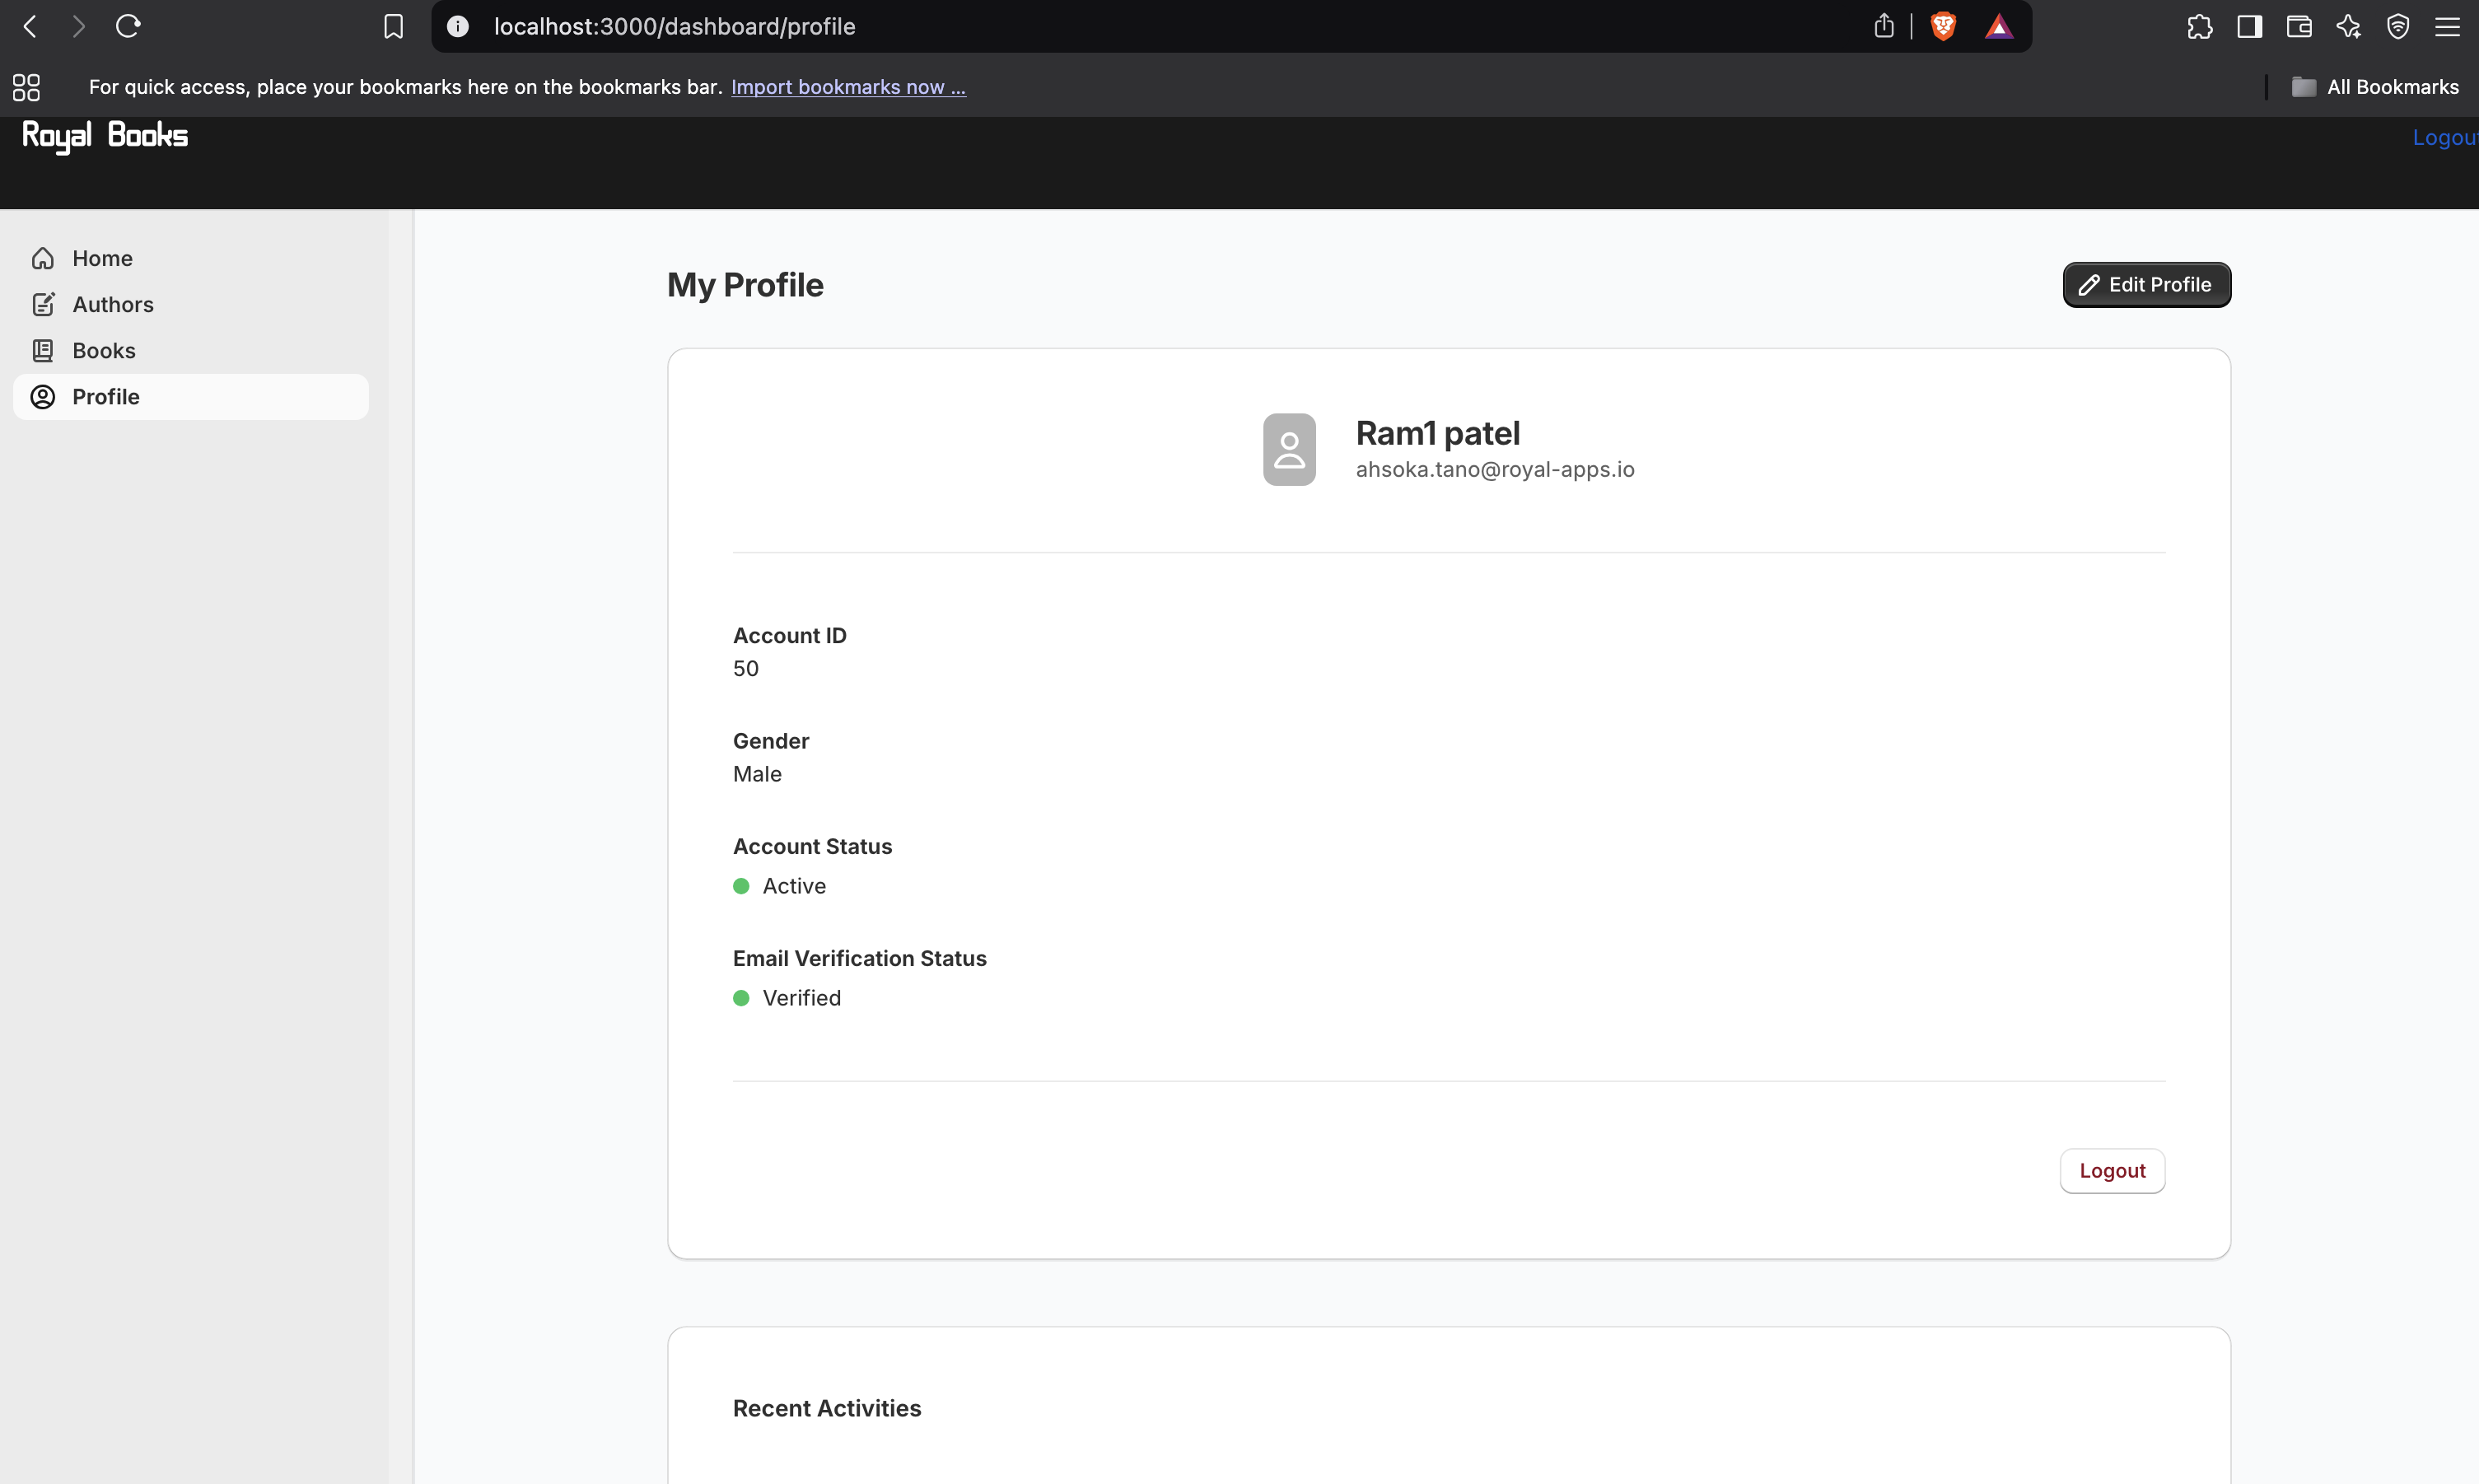 localhost:3000/dashboard/profile
For quick access, place your bookmarks here on the bookmarks bar. Import bookmarks now ...
All Bookmarks
Royal Books
Logou
Home
Authors
Books
Profile
My Profile
Edit Profile
Ram1 patel
ahsoka.tano@royal-apps.io
Account ID
50
Gender
Male
Account Status
Active
Email Verification Status
Verified
Logout
Recent Activities